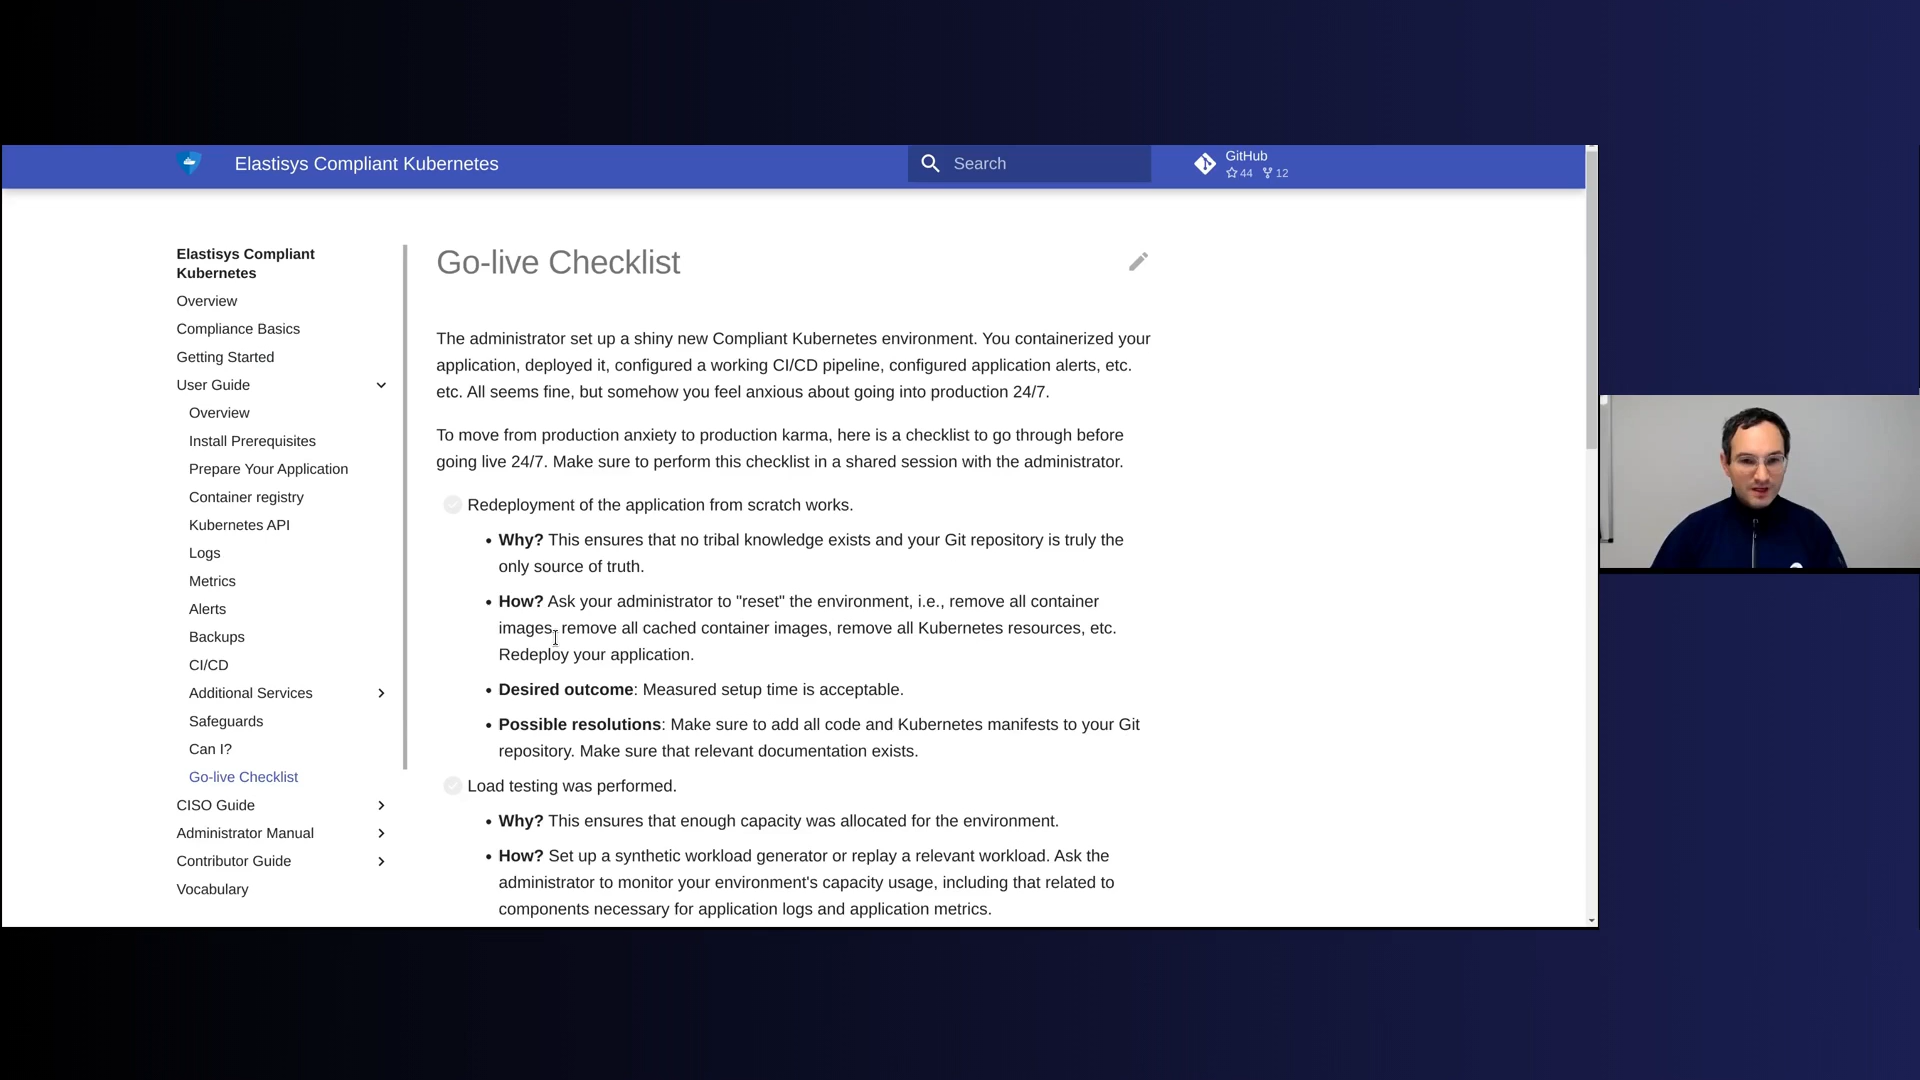 Elastisys Compliant Kubernetes
Search
GitHub
44 12
Elastisys Compliant
Kubernetes
Overview
Compliance Basics
Getting Started
User Guide
Overview
Install Prerequisites
Prepare Your Application
Container registry
Kubernetes API
Logs
Metrics
Alerts
Backups
CI/CD
Additional Services
Safeguards
Can I?
Go-live Checklist
CISO Guide
Administrator Manual
Contributor Guide
Vocabulary
Go-live Checklist
The administrator set up a shiny new Compliant Kubernetes environment. You containerized your
application, deployed it, configured a working CI/CD pipeline, configured application alerts, etc.
etc. All seems fine, but somehow you feel anxious about going into production 24/7.
To move from production anxiety to production karma, here is a checklist to go through before
going live 24/7. Make sure to perform this checklist in a shared session with the administrator.
Redeployment of the application from scratch works.
• Why? This ensures that no tribal knowledge exists and your Git repository is truly the
only source of truth.
• How? Ask your administrator to "reset" the environment, i.e., remove all container
images, remove all cached container images, remove all Kubernetes resources, etc.
Redeploy your application.
• Desired outcome: Measured setup time is acceptable.
• Possible resolutions: Make sure to add all code and Kubernetes manifests to your Git
repository. Make sure that relevant documentation exists.
Load testing was performed.
• Why? This ensures that enough capacity was allocated for the environment.
• How? Set up a synthetic workload generator or replay a relevant workload. Ask the
administrator to monitor your environment's capacity usage, including that related to
components necessary for application logs and application metrics.